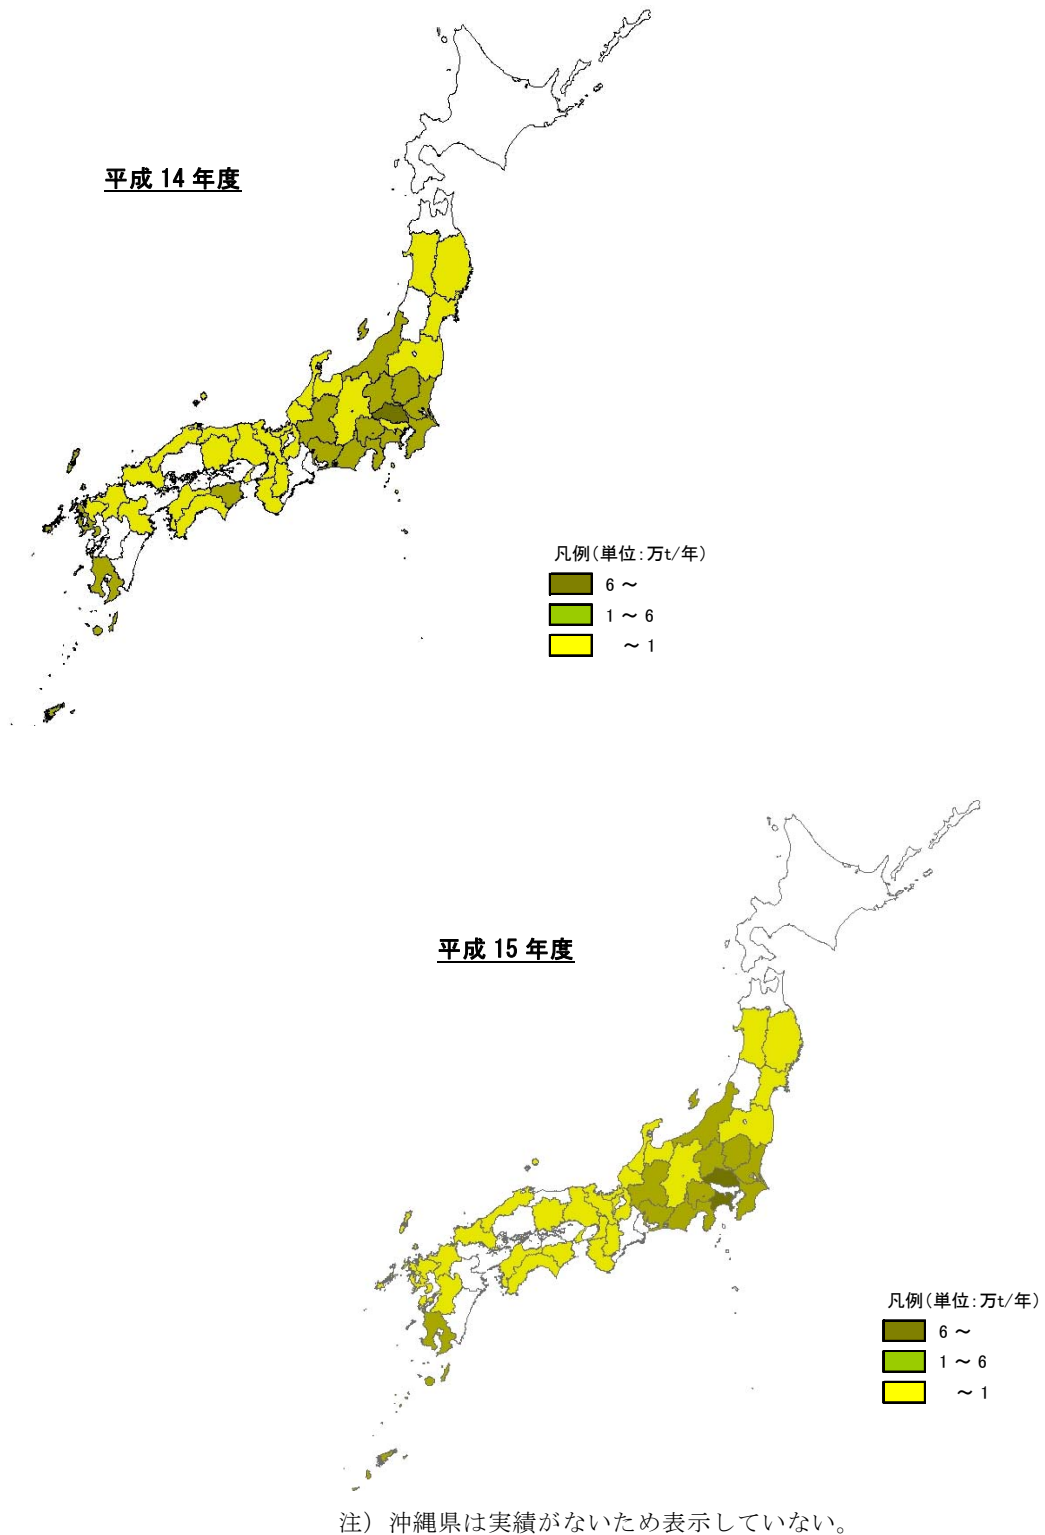 平成 14 年度
凡例(単位:万t/年)
6 ~
1 ~ 6
~ 1
平成 15 年度
凡例(単位:万t/年)
6 ~
1 ~ 6
~ 1
注）沖縄県は実績がないため表示していない。